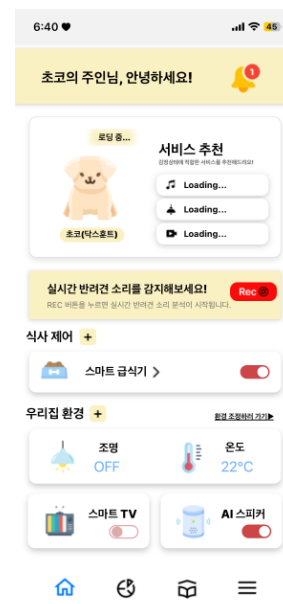 6:40
45
초코의 주인님, 안녕하세요!
1
로딩 중...
서비스 추천
감정상태에 적합한 서비스를 추천해드려요!
Loading...
Loading...
초코(닥스훈트)
Loading...
실시간 반려견 소리를 감지해보세요!
Rec
REC 버튼을 누르면 실시간 반려견 소리 분석이 시작됩니다.
식사 제어 +
스마트 급식기 >
우리집 환경 +
환경 조정하러 가기▶
조명
OFF
온도
22°C
스마트 TV
AI 스피커